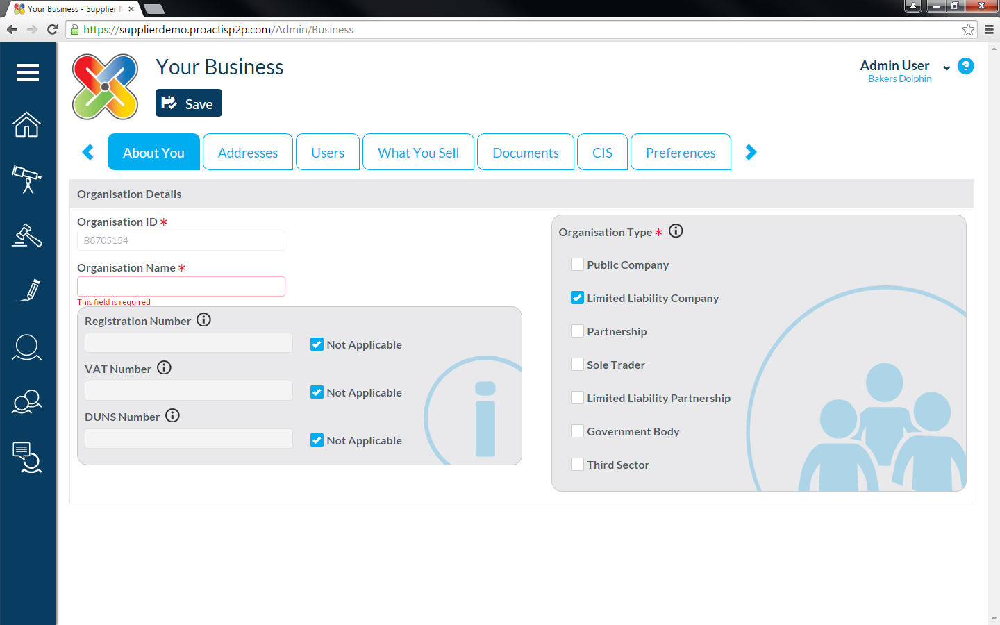 Your Business - Supplier N
https://supplierdemo.proactisp2p.com/Admin/Business
Your Business
Save
Admin User
Bakers Dolphin
?
About You
Addresses
Users
What You Sell
Documents
CIS
Preferences
Organisation Details
Organisation ID *
B8705154
Organisation Name *
This field is required
Registration Number
Not Applicable
VAT Number
Not Applicable
DUNS Number
Not Applicable
Organisation Type *
Public Company
Limited Liability Company
Partnership
Sole Trader
Limited Liability Partnership
Government Body
Third Sector